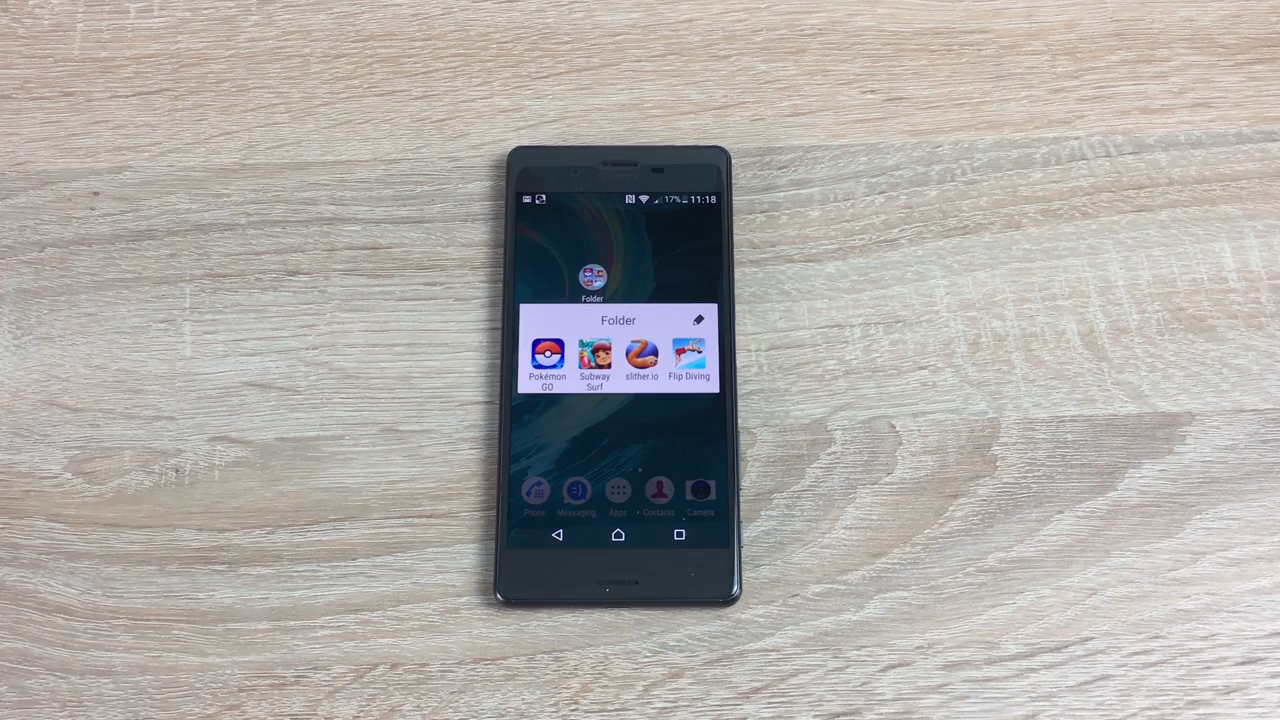 17% 11:18
Folder
Folder
Pokémon Subway slither.io Flip Diving
GO Surf
Phone Messaging Apps Contacts Camera